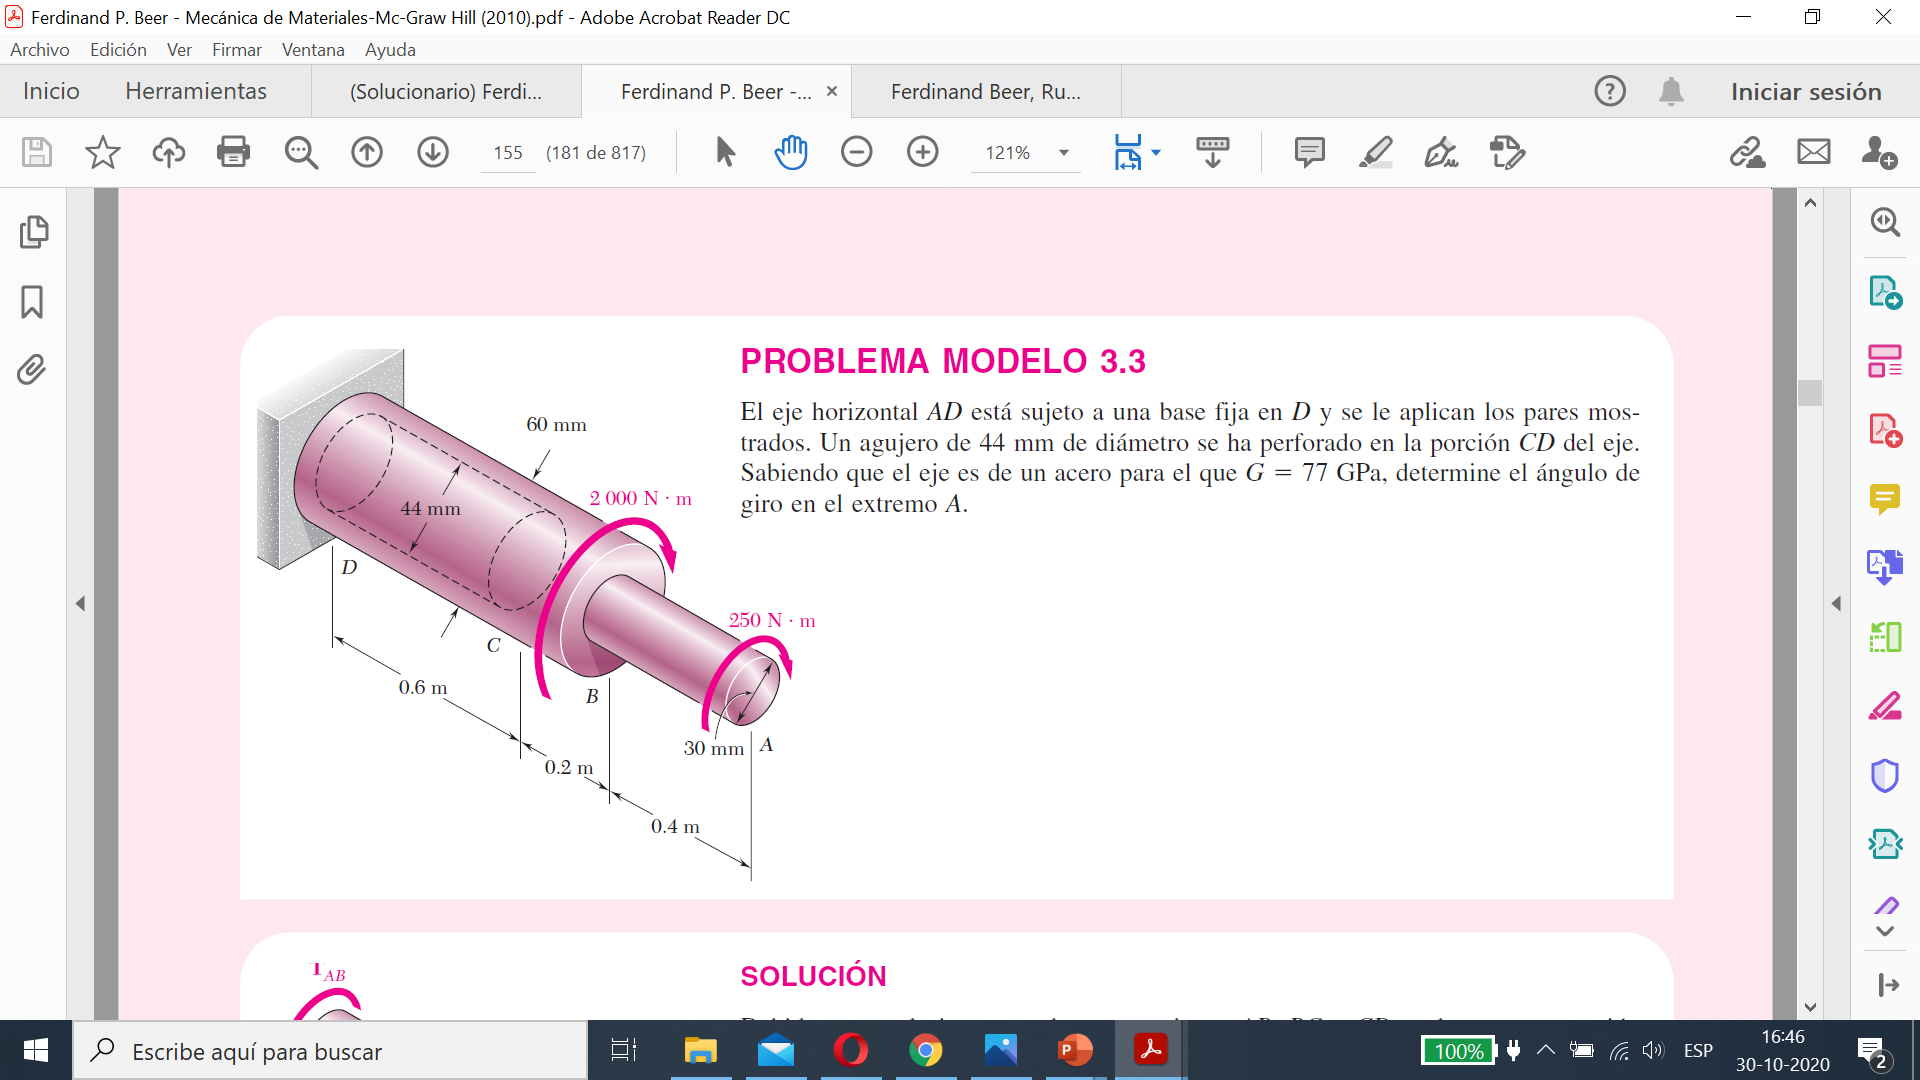 Ferdinand P. Beer - Mecánica de Materiales-Mc-Graw Hill (2010).pdf - Adobe Acrobat Reader DC
Archivo Edición Ver Firmar Ventana Ayuda
Inicio Herramientas (Solucionario) Ferdi... Ferdinand P. Beer -... × Ferdinand Beer, Ru... ? Iniciar sesión
155 (181 de 817) 121%
PROBLEMA MODELO 3.3
El eje horizontal AD está sujeto a una base fija en D y se le aplican los pares mos-
trados. Un agujero de 44 mm de diámetro se ha perforado en la porción CD del eje.
Sabiendo que el eje es de un acero para el que G = 77 GPa, determine el ángulo de
giro en el extremo A.
60 mm
2 000 N · m
44 mm
D
250 N · m
C
0.6 m
B
30 mm
A
0.2 m
0.4 m
T_AB
SOLUCIÓN
Escribe aquí para buscar
100%
ESP
16:46
30-10-2020
2